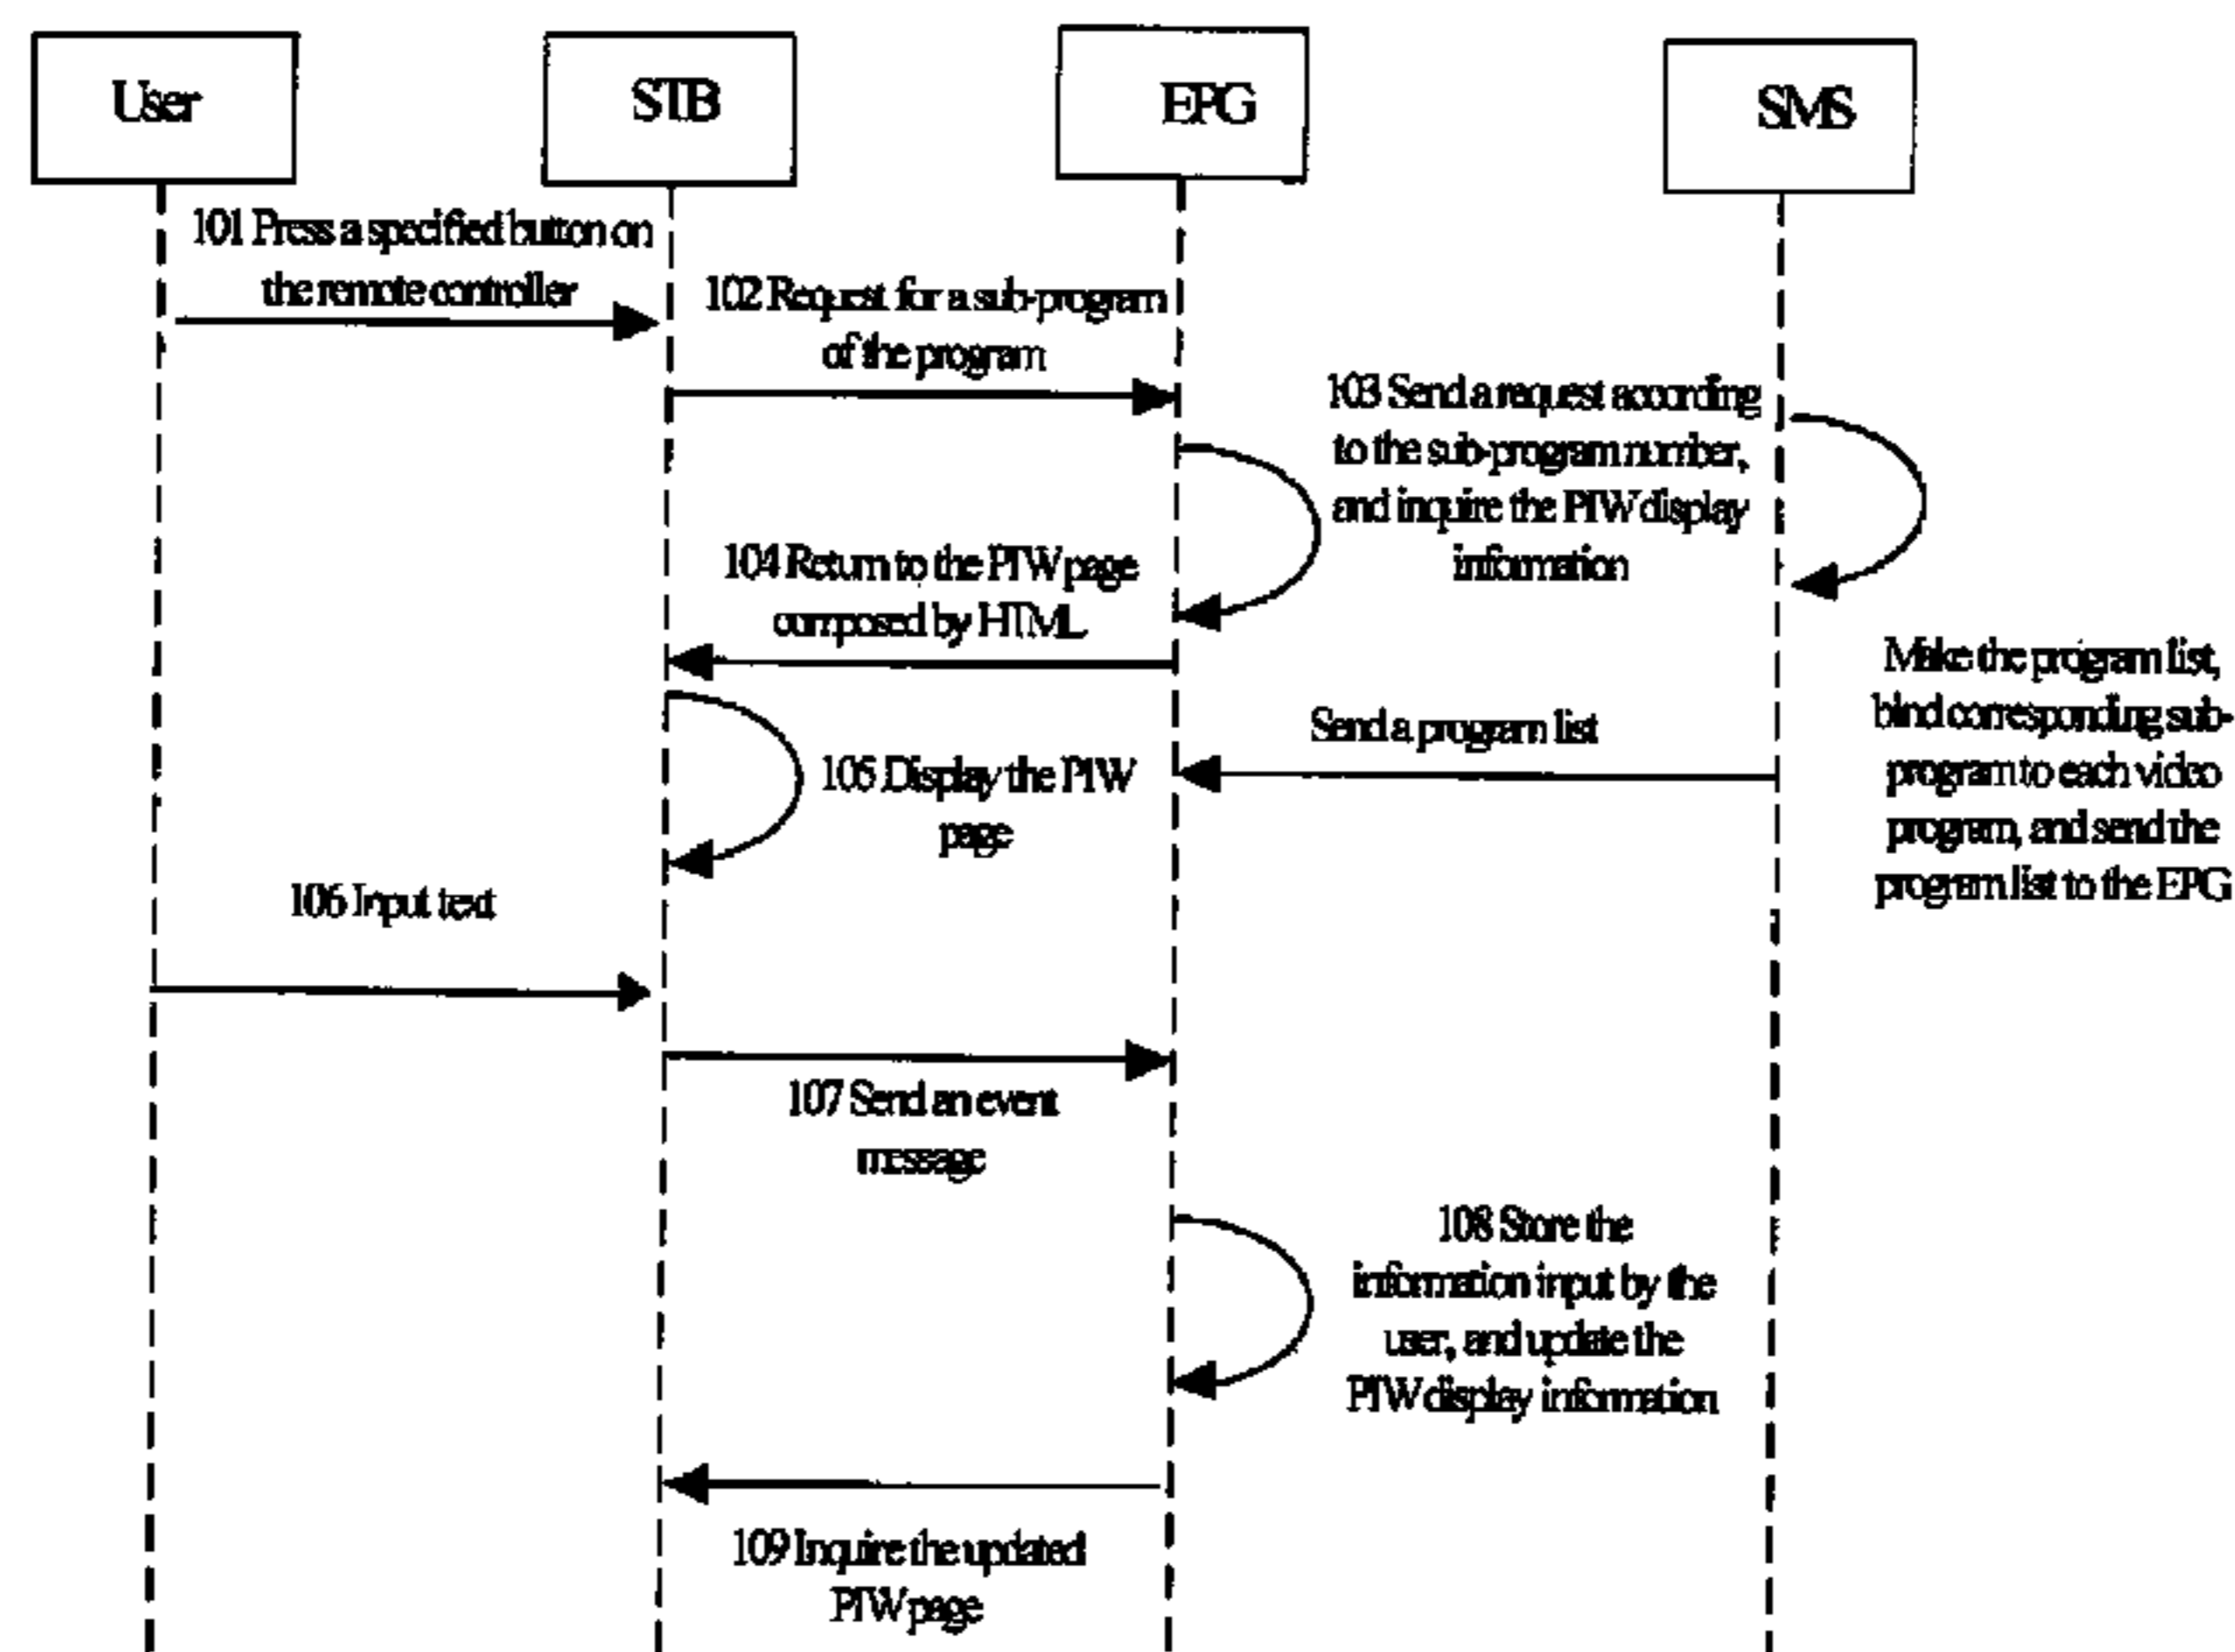 User
STB
EPG
SMS
101 Press a specified button on
the remote controller
102 Request for a sub-program
of the program
103 Send a request according
to the sub-program number,
and inquire the PIW display
information
104 Return to the PIW page
composed by HTML
Make the program list,
bind corresponding sub-
program to each video
program, and send the
program list to the EPG
Send a program list
105 Display the PIW
page
106 Input text
107 Send an event
message
108 Store the
information input by the
user, and update the
PIW display information
109 Inquire the updated
PIW page